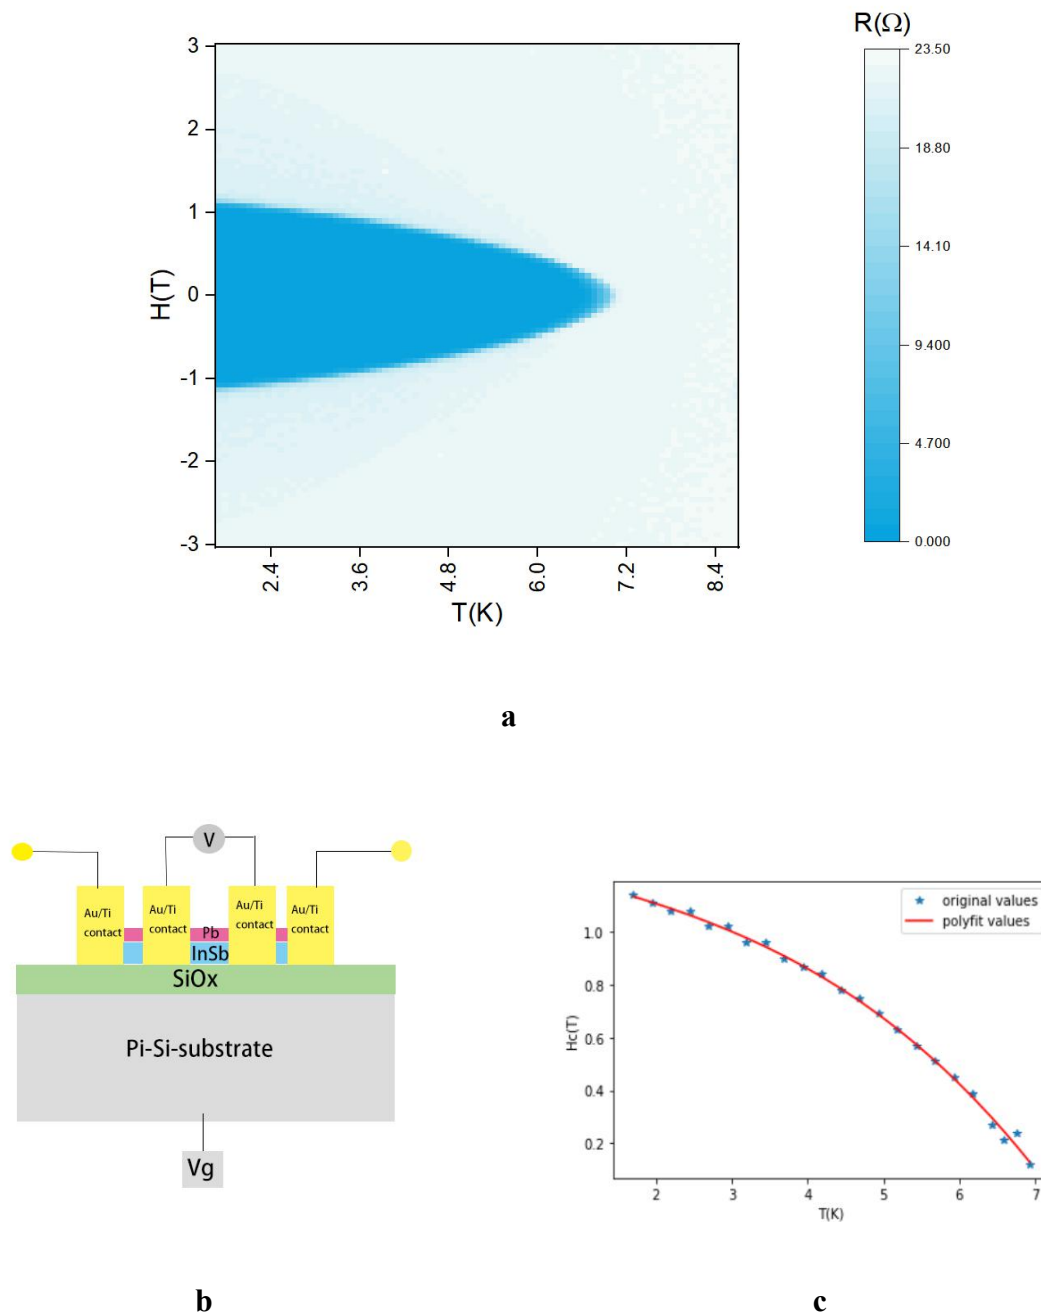 R(Ω)
23.50
18.80
14.10
9.400
4.700
0.000
3
2
1
0
-1
-2
-3
H(T)
2.4
3.6
4.8
6.0
7.2
8.4
T(K)
a
V
Au/Ti
contact
Au/Ti
contact
Pb
InSb
Au/Ti
contact
Au/Ti
contact
SiOx
Pi-Si-substrate
Vg
b
original values
polyfit values
1.0
0.8
0.6
0.4
0.2
Hc(T)
2
3
4
5
6
7
T(K)
c